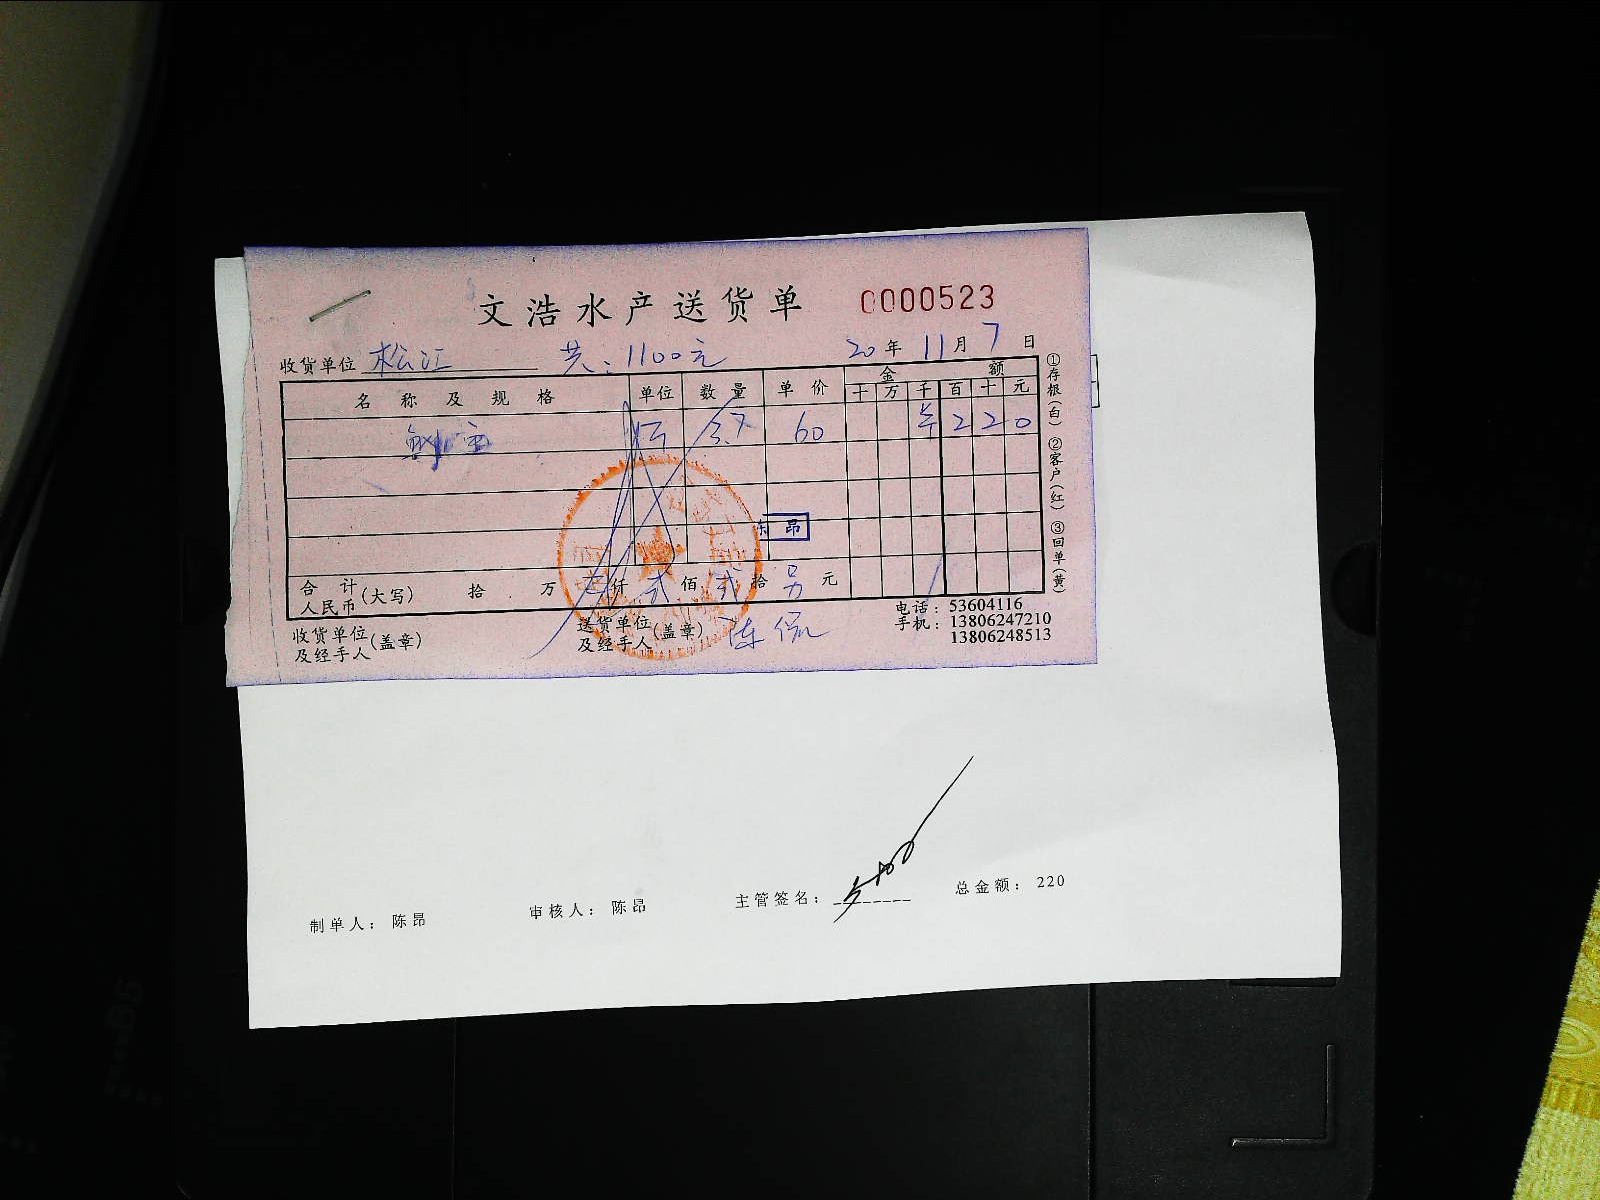 文浩水产送货单 0000523
收货单位 松江 共:1100元 20年11月7日
名称及规格 单位 数量 单价 金额
十 万 千 百 十 元
斤 3.7 60 2 2 0
昂
合计 人民币(大写) 拾 万 仟 贰 佰 贰 拾 另 元
收货单位及经手人(盖章) 送货单位及经手人(盖章)
电话:53604116
手机:13806247210
13806248513
①存根(白) ②客户(红) ③回单(黄)
制单人: 陈昂 审核人: 陈昂 主管签名: 总金额: 220